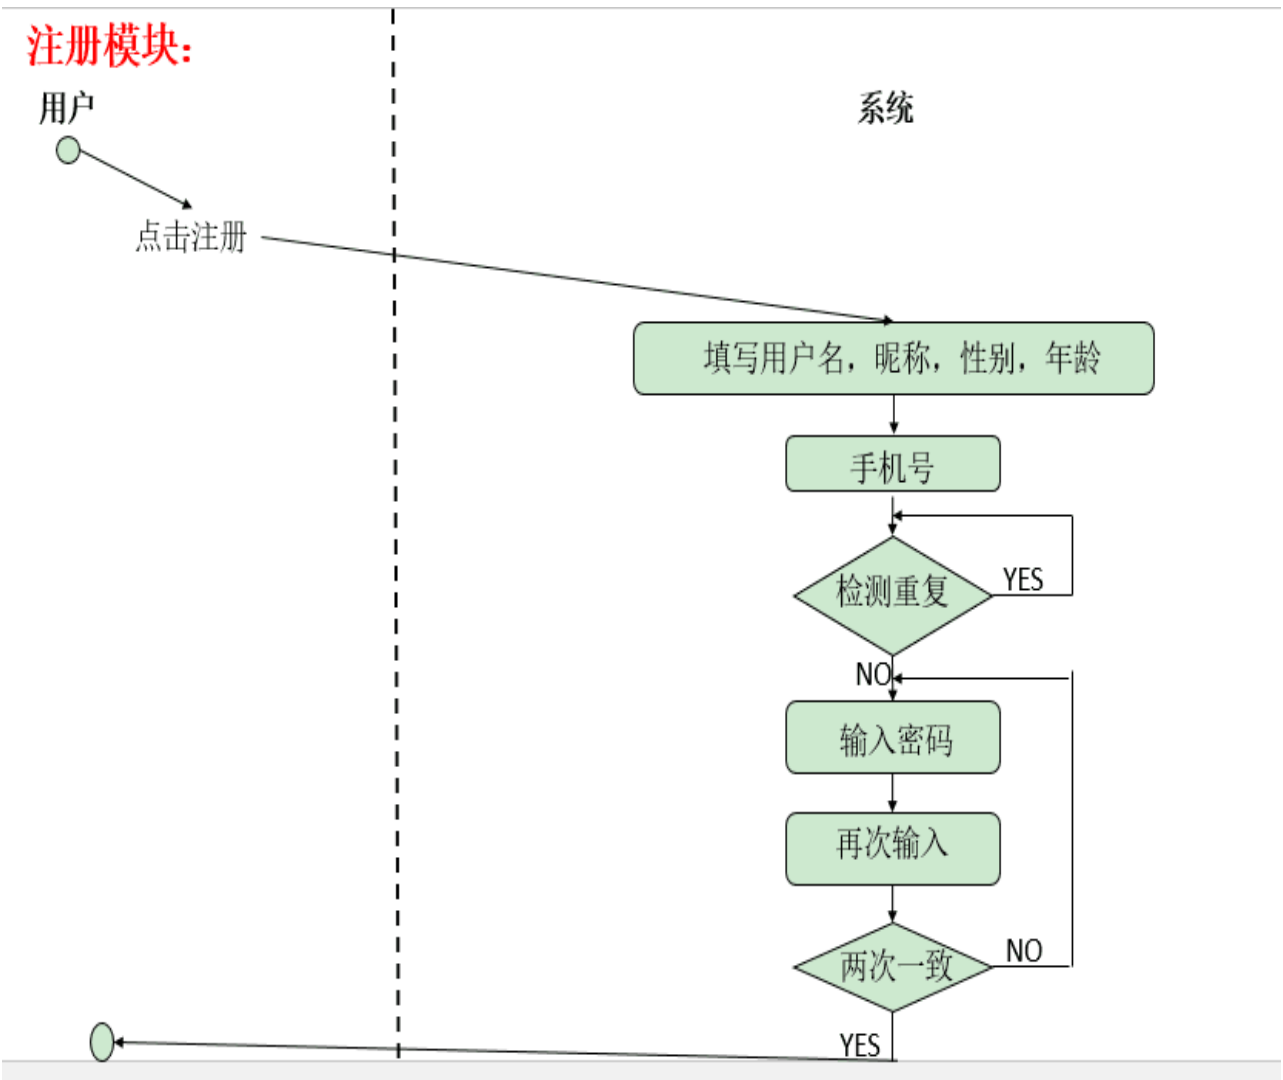 注册模块：
用户
系统
点击注册
填写用户名，昵称，性别，年龄
手机号
检测重复
YES
NO
输入密码
再次输入
两次一致
NO
YES